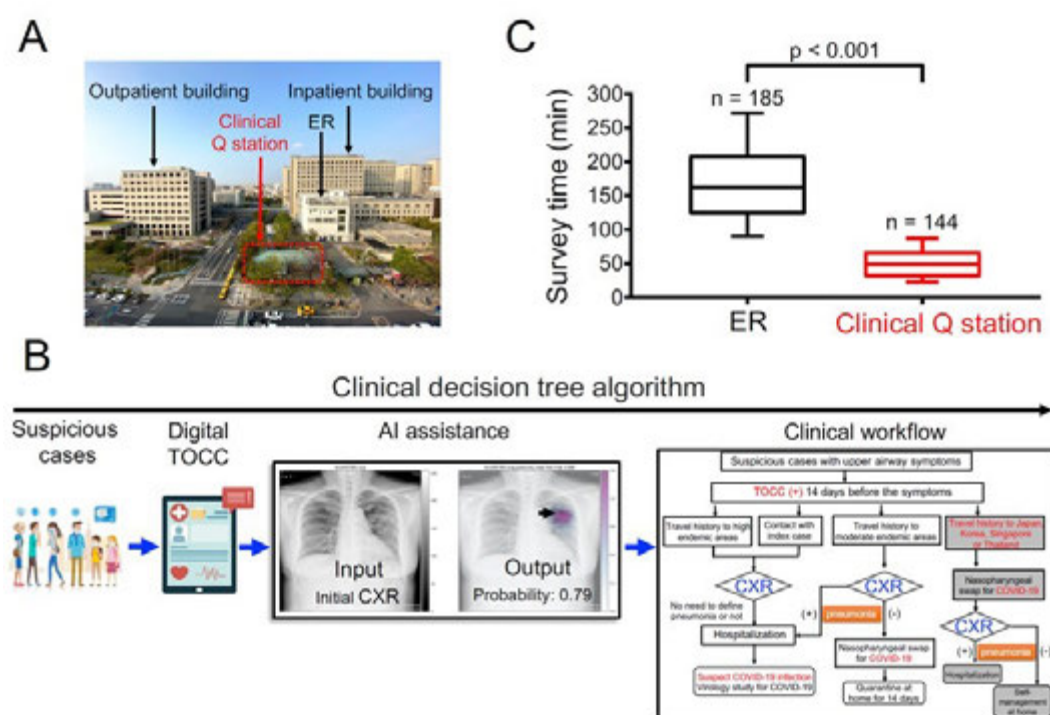 A
Outpatient building
Inpatient building
Clinical
Q station
ER
C
p < 0.001
n = 185
n = 144
Survey time (min)
300
250
200
150
100
50
0
ER
Clinical Q station
B
Clinical decision tree algorithm
Suspicious
cases
Digital
TOCC
AI assistance
Input
Initial CXR
Output
Probability: 0.79
Clinical workflow
Suspicious cases with upper airway symptoms
TOCC (+) 14 days before the symptoms
Travel history to high
endemic areas
Contact with
index case
Travel history to
moderate endemic areas
Travel history to Japan,
Korea, Singapore
or Thailand
CXR
No need to define
pneumonia or not
CXR
(+)
pneumonia
(-)
Nasopharyngeal
swap for COVID-19
CXR
(+)
pneumonia
(-)
Hospitalization
Nasopharyngeal swap
for COVID-19
Suspect COVID-19 infection
Virology study for COVID-19
Quarantine at
home for 14 days
Hospitalization
Self-
management
at home